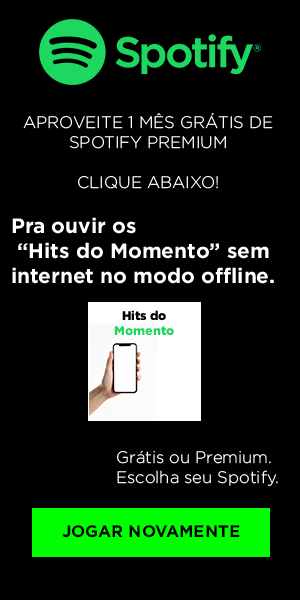 Spotify®
APROVEITE 1 MÊS GRÁTIS DE
SPOTIFY PREMIUM
CLIQUE ABAIXO!
Pra ouvir os
“Hits do Momento” sem
internet no modo offline.
Hits do
Momento
Grátis ou Premium.
Escolha seu Spotify.
JOGAR NOVAMENTE